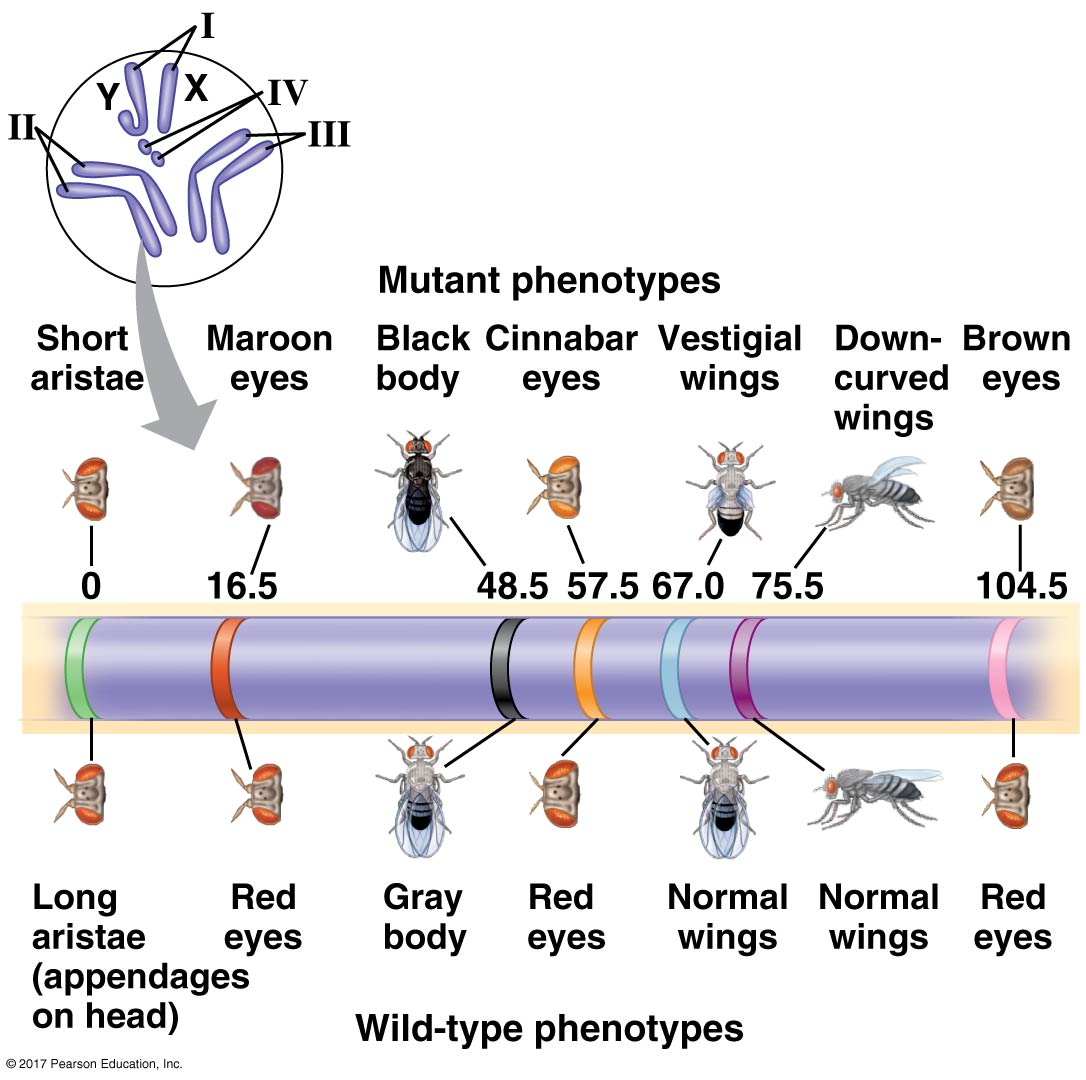 I
Y
X
IV
II
III
Mutant phenotypes
Short
aristae
Maroon
eyes
Black
body
Cinnabar
eyes
Vestigial
wings
Down-
curved
wings
Brown
eyes
0
16.5
48.5
57.5
67.0
75.5
104.5
Long
aristae
(appendages
on head)
Red
eyes
Gray
body
Red
eyes
Normal
wings
Normal
wings
Red
eyes
Wild-type phenotypes
© 2017 Pearson Education, Inc.